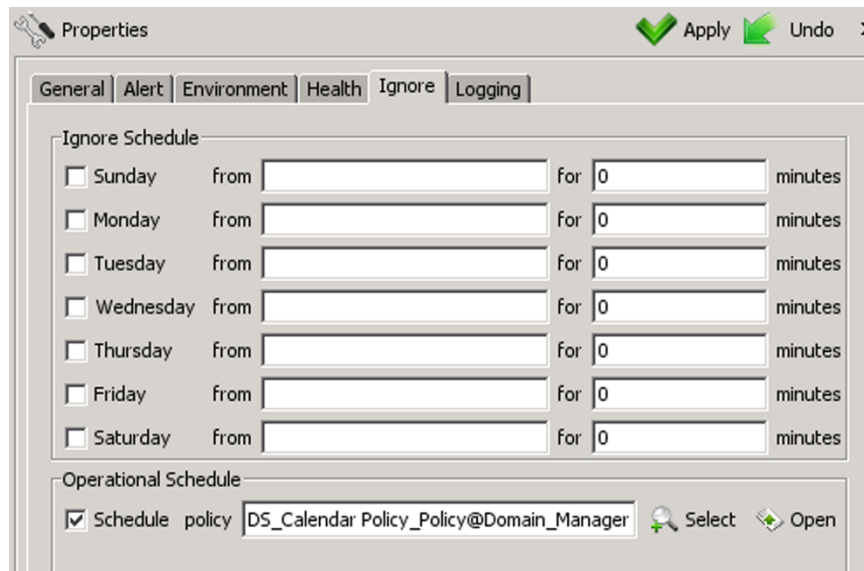 Properties Apply Undo
General Alert Environment Health Ignore Logging
Ignore Schedule
Sunday from for 0 minutes
Monday from for 0 minutes
Tuesday from for 0 minutes
Wednesday from for 0 minutes
Thursday from for 0 minutes
Friday from for 0 minutes
Saturday from for 0 minutes
Operational Schedule
Schedule policy DS_Calendar Policy_Policy@Domain_Manager Select Open